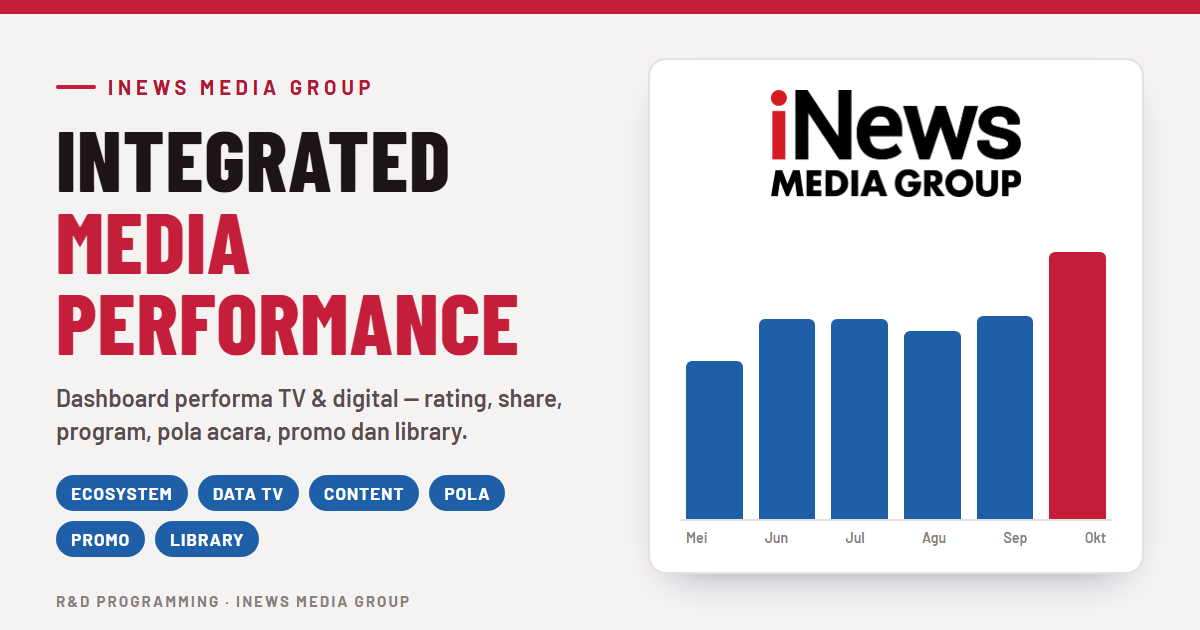 INEWS MEDIA GROUP
INTEGRATED
MEDIA
PERFORMANCE
Dashboard performa TV & digital — rating, share,
program, pola acara, promo dan library.
ECOSYSTEM
DATA TV
CONTENT
POLA
PROMO
LIBRARY
R&D PROGRAMMING · INEWS MEDIA GROUP
iNews
MEDIA GROUP
Mei
Jun
Jul
Agu
Sep
Okt